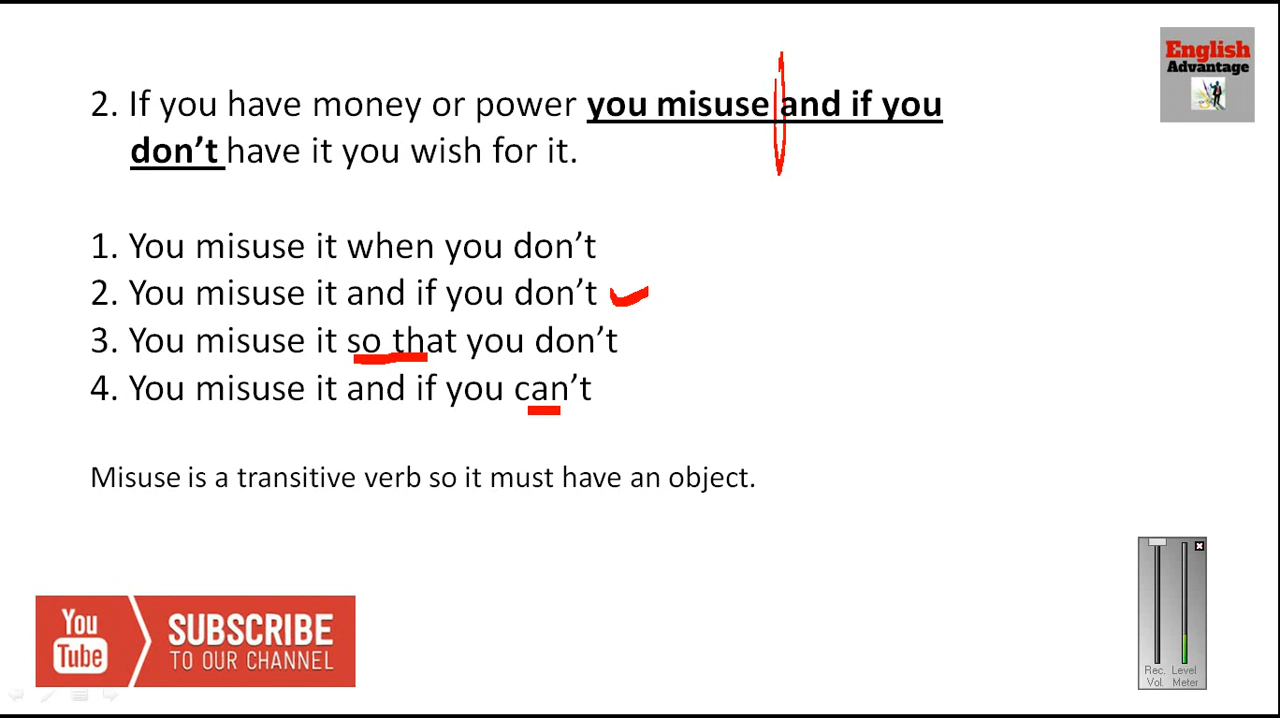 English
Advantage
2. If you have money or power you misuse and if you
don’t have it you wish for it.
1. You misuse it when you don’t
2. You misuse it and if you don’t
3. You misuse it so that you don’t
4. You misuse it and if you can’t
Misuse is a transitive verb so it must have an object.
You
Tube
SUBSCRIBE
TO OUR CHANNEL
Rec. Level
Vol. Meter